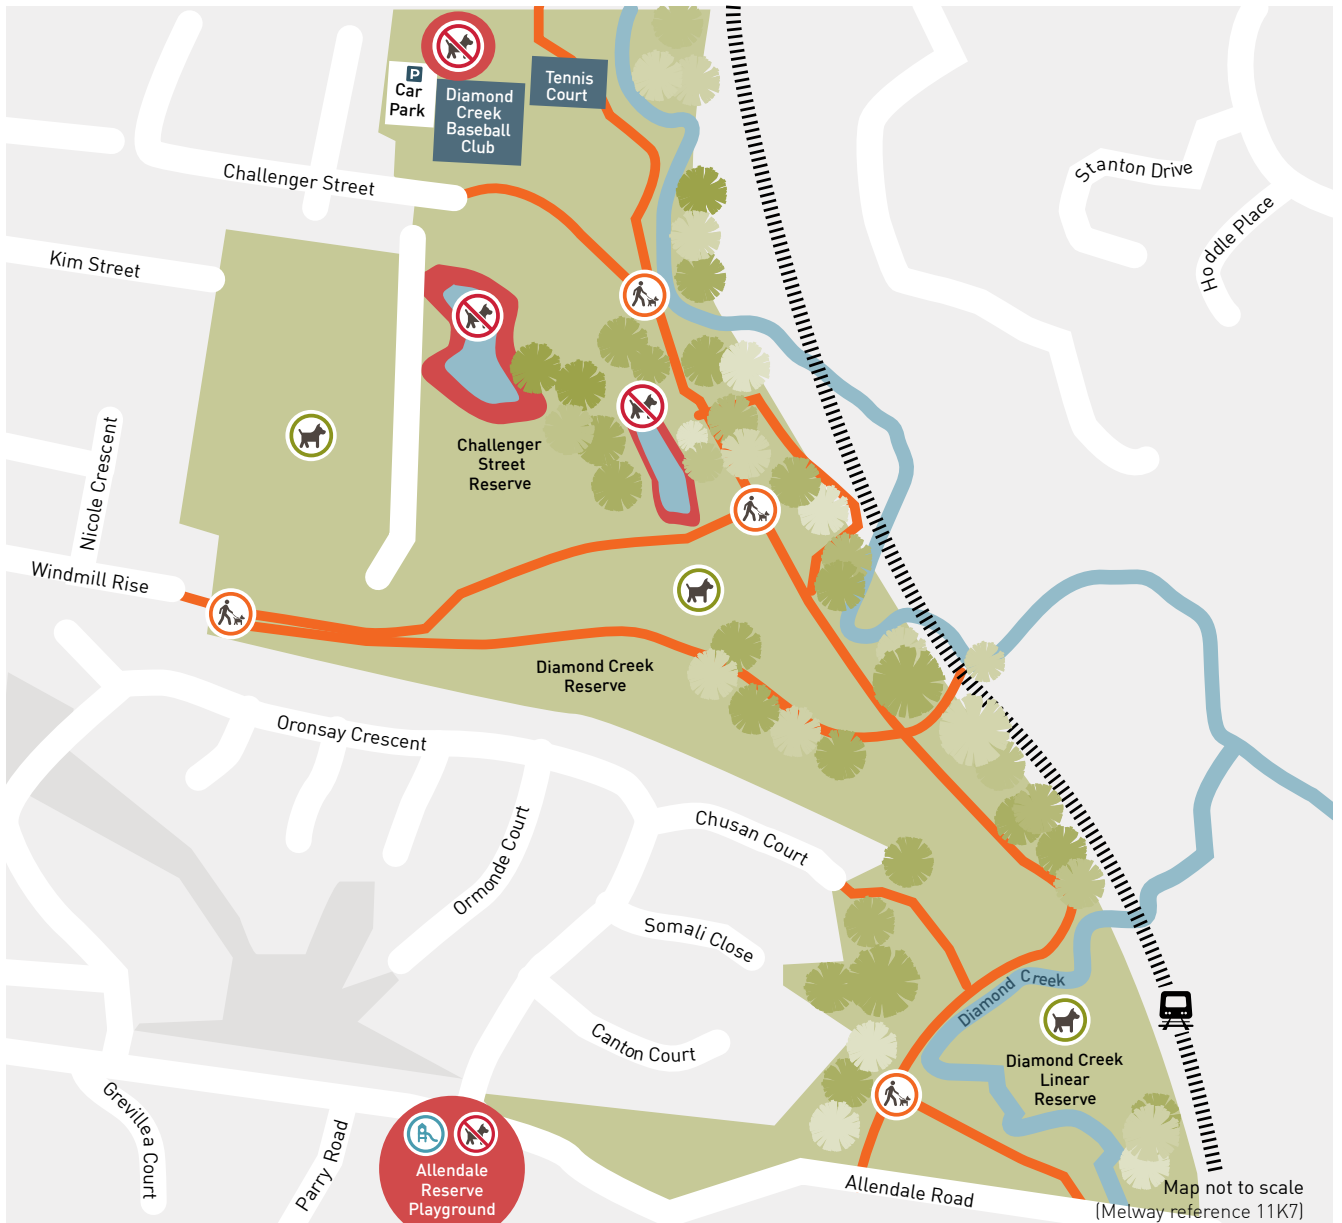 P
Car
Park
Diamond
Creek
Baseball
Club
Tennis
Court
Challenger Street
Stanton Drive
Hoddle Place
Kim Street
Nicole Crescent
Challenger
Street
Reserve
Windmill Rise
Diamond Creek
Reserve
Oronsay Crescent
Ormonde Court
Chusan Court
Somali Close
Canton Court
Diamond Creek
Diamond Creek
Linear
Reserve
Grevillea Court
Parry Road
Allendale
Reserve
Playground
Allendale Road
Map not to scale
(Melway reference 11K7)